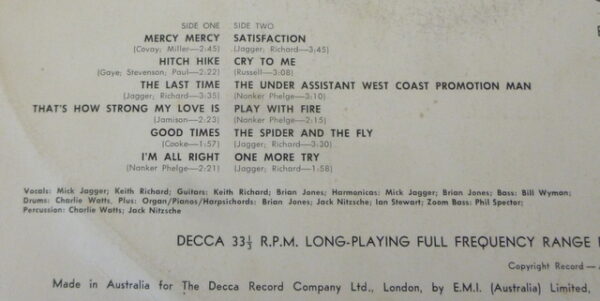 SIDE ONE SIDE TWO
MERCY MERCY SATISFACTION
(Covay; Miller—2:45) (Jagger; Richard—3:45)
HITCH HIKE CRY TO ME
(Gaye; Stevenson; Paul—2:22) (Russell—3:08)
THE LAST TIME THE UNDER ASSISTANT WEST COAST PROMOTION MAN
(Jagger; Richard—3:35) (Nonker Phelge—3:10)
THAT'S HOW STRONG MY LOVE IS PLAY WITH FIRE
(Jamison—2:23) (Nonker Phelge—2:15)
GOOD TIMES THE SPIDER AND THE FLY
(Cooke—1:57) (Jagger; Richard—3:30)
I'M ALL RIGHT ONE MORE TRY
(Nanker Phelge—2:21) (Jagger; Richard—1:58)
Vocals: Mick Jagger; Keith Richard; Guitars: Keith Richard; Brian Jones; Harmonicas: Mick Jagger; Brian Jones; Bass: Bill Wyman;
Drums: Charlie Watts, Plus: Organ/Pianos/Harpsichords: Brian Jones; Jack Nitzsche; Ian Stewart; Zoom Bass: Phil Spector;
Percussion: Charlie Watts; Jack Nitzsche
DECCA 33⅓ R.P.M. LONG-PLAYING FULL FREQUENCY RANGE
Copyright Record —
Made in Australia for The Decca Record Company Ltd., London, by E.M.I. (Australia) Limited,